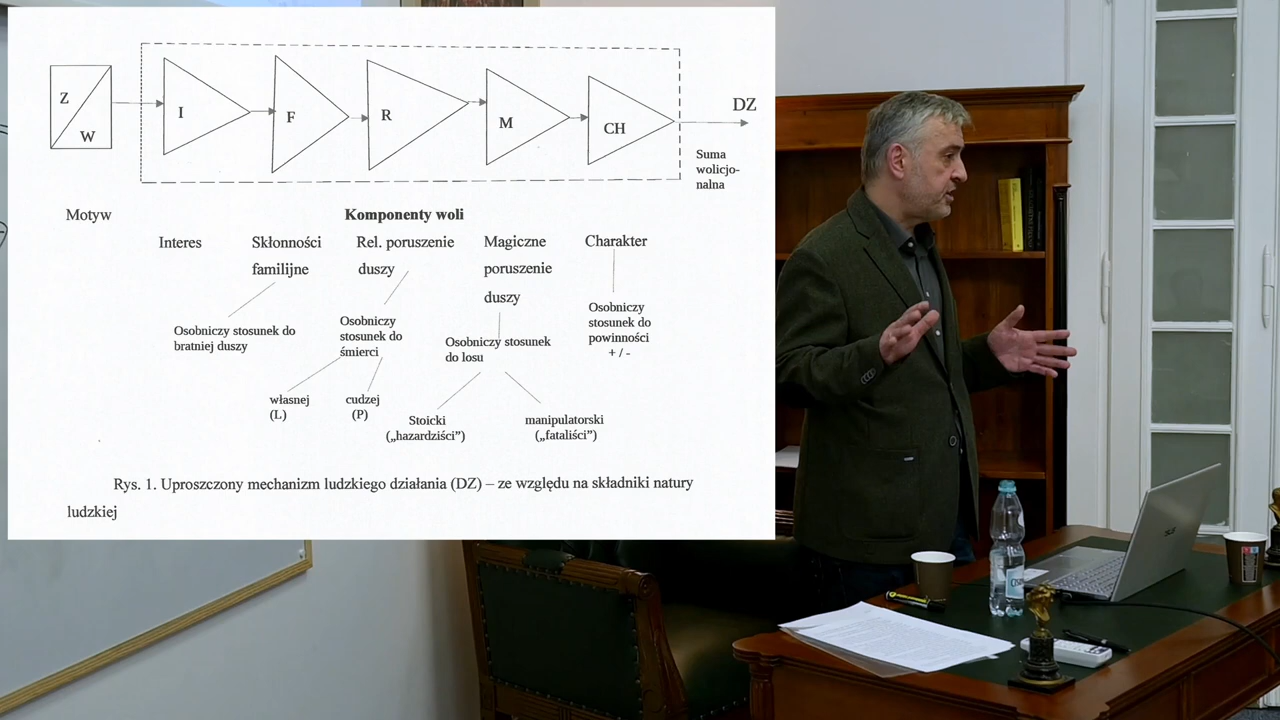 Z
W
I
F
R
M
CH
DZ
Suma
wolicjo-
nalna
Motyw
Komponenty woli
Interes
Skłonności
familijne
Rel. poruszenie
duszy
Magiczne
poruszenie
duszy
Charakter
Osobniczy stosunek do
bratniej duszy
Osobniczy
stosunek do
śmierci
Osobniczy stosunek
do losu
Osobniczy
stosunek do
powinności
+ / -
własnej
(L)
cudzej
(P)
Stoicki
(„hazardziści”)
manipulatorski
(„fataliści”)
Rys. 1. Uproszczony mechanizm ludzkiego działania (DZ) – ze względu na składniki natury
ludzkiej
ASUS